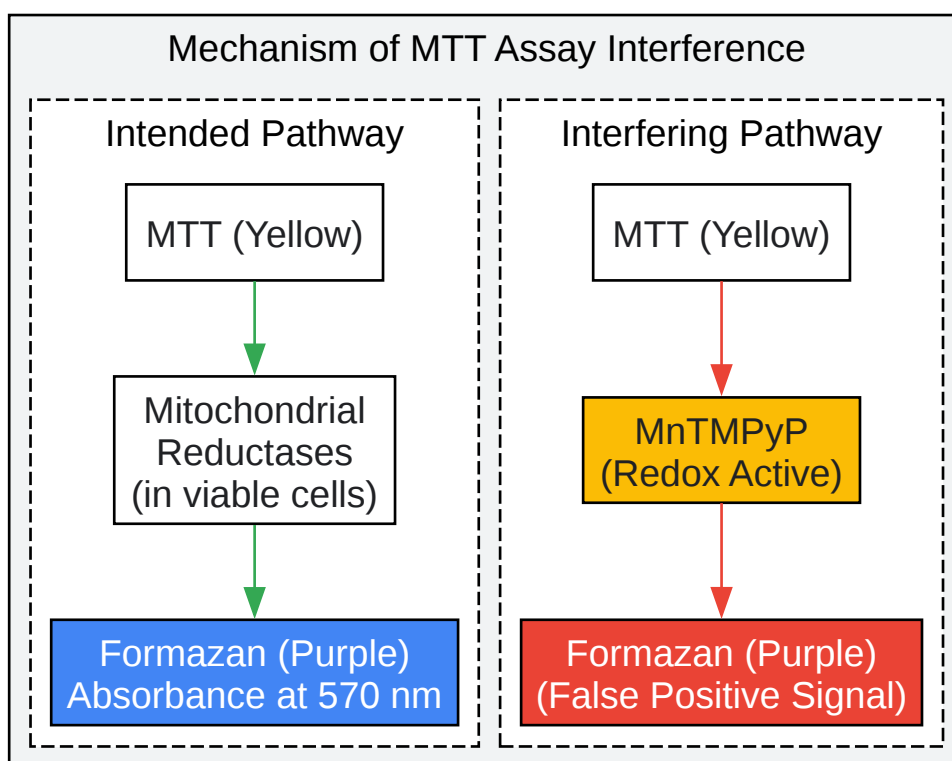 Mechanism of MTT Assay Interference
Intended Pathway
MTT (Yellow)
Mitochondrial
Reductases
(in viable cells)
Formazan (Purple)
Absorbance at 570 nm
Interfering Pathway
MTT (Yellow)
MnTMPyP
(Redox Active)
Formazan (Purple)
(False Positive Signal)